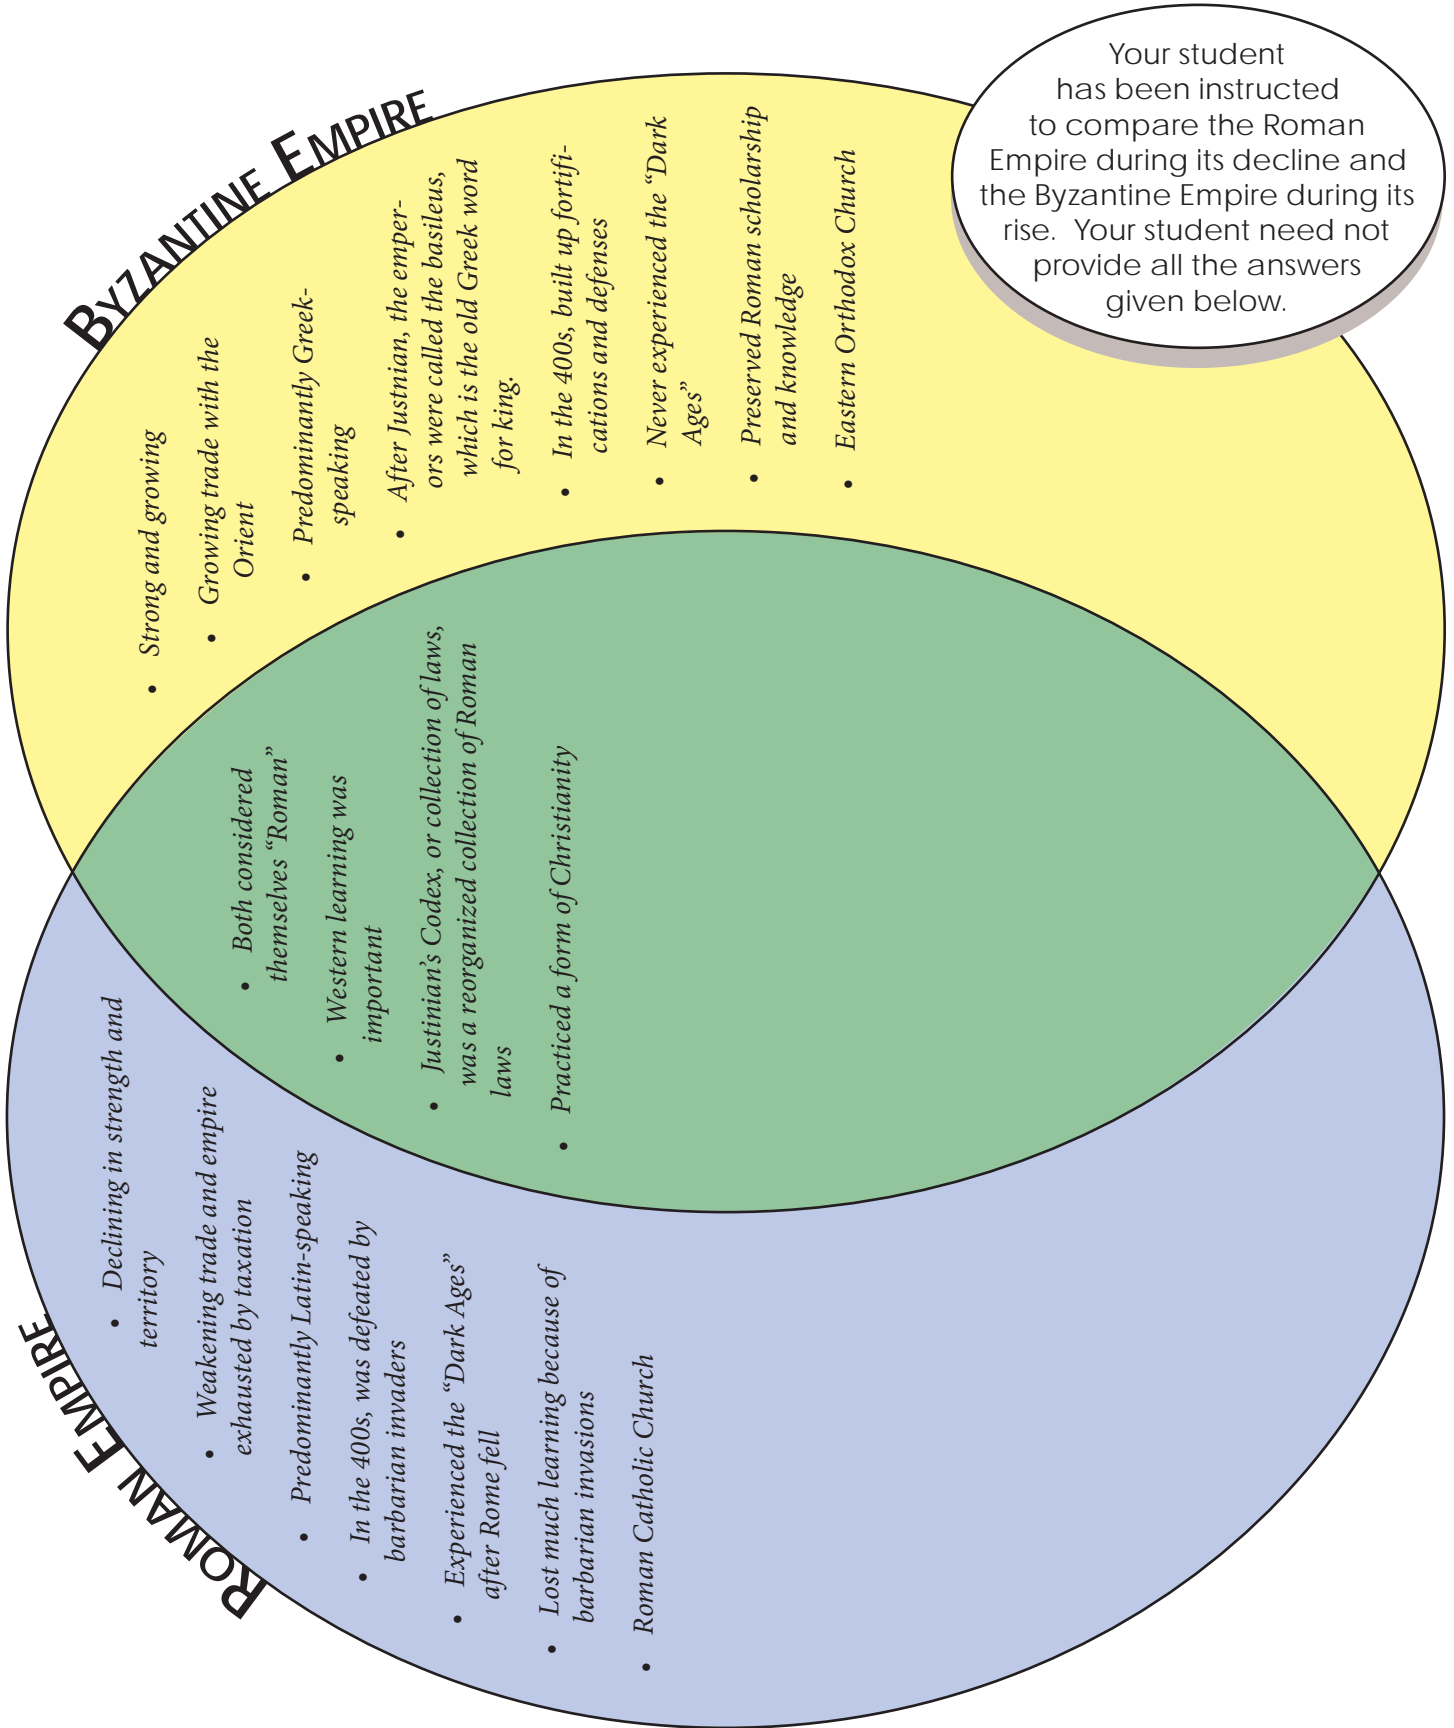 Your student
has been instructed
to compare the Roman
Empire during its decline and
the Byzantine Empire during its
rise. Your student need not
provide all the answers
given below.
ROMAN EMPIRE
• Declining in strength and
territory
• Weakening trade and empire
exhausted by taxation
• Predominantly Latin-speaking
• In the 400s, was defeated by
barbarian invaders
• Experienced the “Dark Ages”
after Rome fell
• Lost much learning because of
barbarian invasions
• Roman Catholic Church
• Both considered
themselves “Roman”
• Western learning was
important
• Justinian’s Codex, or collection of laws,
was a reorganized collection of Roman
laws
• Practiced a form of Christianity
BYZANTINE EMPIRE
• Strong and growing
• Growing trade with the
Orient
• Predominantly Greek-
speaking
• After Justnian, the emper-
ors were called the basileus,
which is the old Greek word
for king.
• In the 400s, built up fortifi-
cations and defenses
• Never experienced the “Dark
Ages”
• Preserved Roman scholarship
and knowledge
• Eastern Orthodox Church